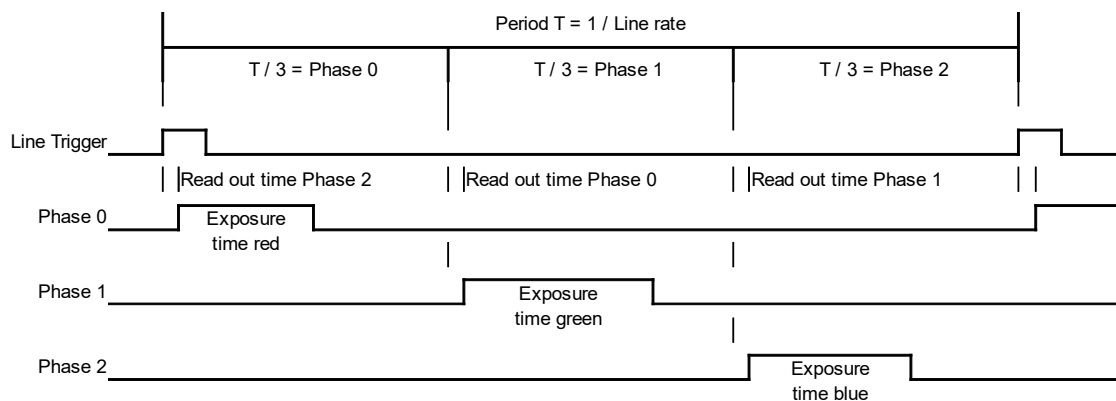 Period T = 1 / Line rate
T / 3 = Phase 0
T / 3 = Phase 1
T / 3 = Phase 2
Line Trigger
Read out time Phase 2
Read out time Phase 0
Read out time Phase 1
Phase 0
Exposure
time red
Phase 1
Exposure
time green
Phase 2
Exposure
time blue